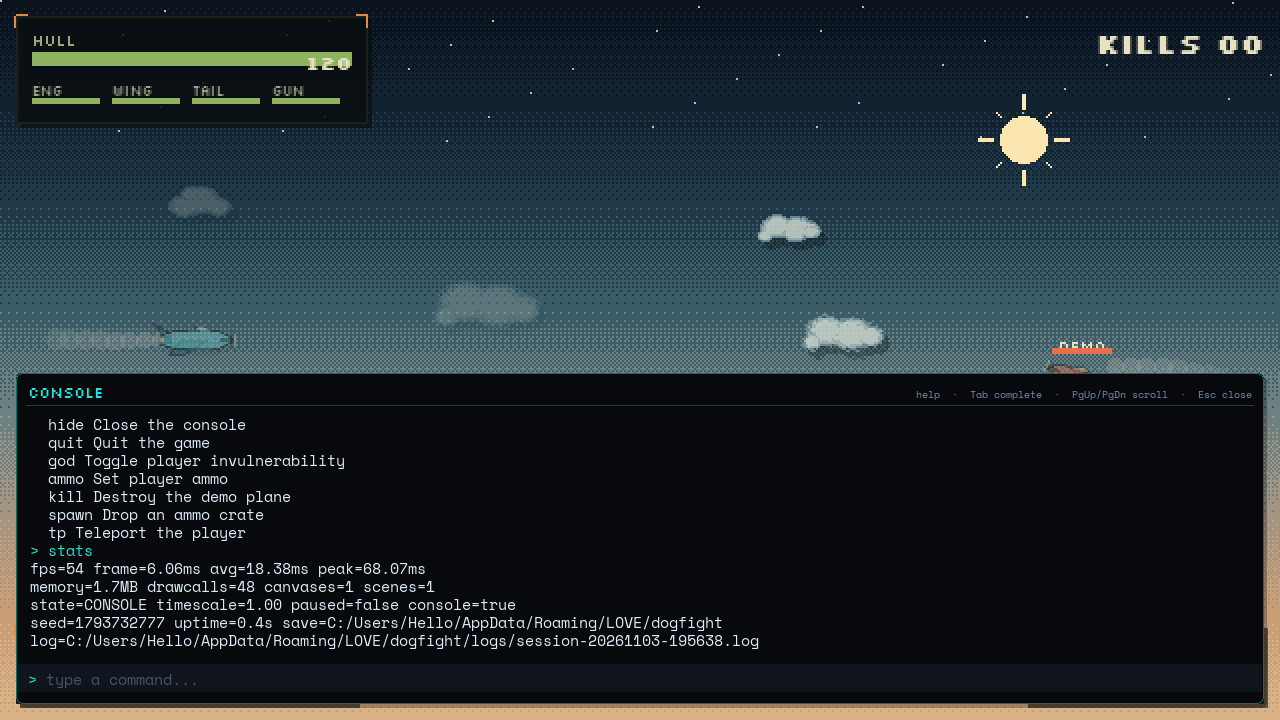 HULL
120
ENG WING TAIL GUN
KILLS 00
DEMO
CONSOLE
help · Tab complete · PgUp/PgDn scroll · Esc close
hide Close the console
quit Quit the game
god Toggle player invulnerability
ammo Set player ammo
kill Destroy the demo plane
spawn Drop an ammo crate
tp Teleport the player
> stats
fps=54 frame=6.06ms avg=18.38ms peak=68.07ms
memory=1.7MB drawcalls=48 canvases=1 scenes=1
state=CONSOLE timescale=1.00 paused=false console=true
seed=1793732777 uptime=0.4s save=C:/Users/Hello/AppData/Roaming/LOVE/dogfight
log=C:/Users/Hello/AppData/Roaming/LOVE/dogfight/logs/session-20261103-195638.log
> type a command...